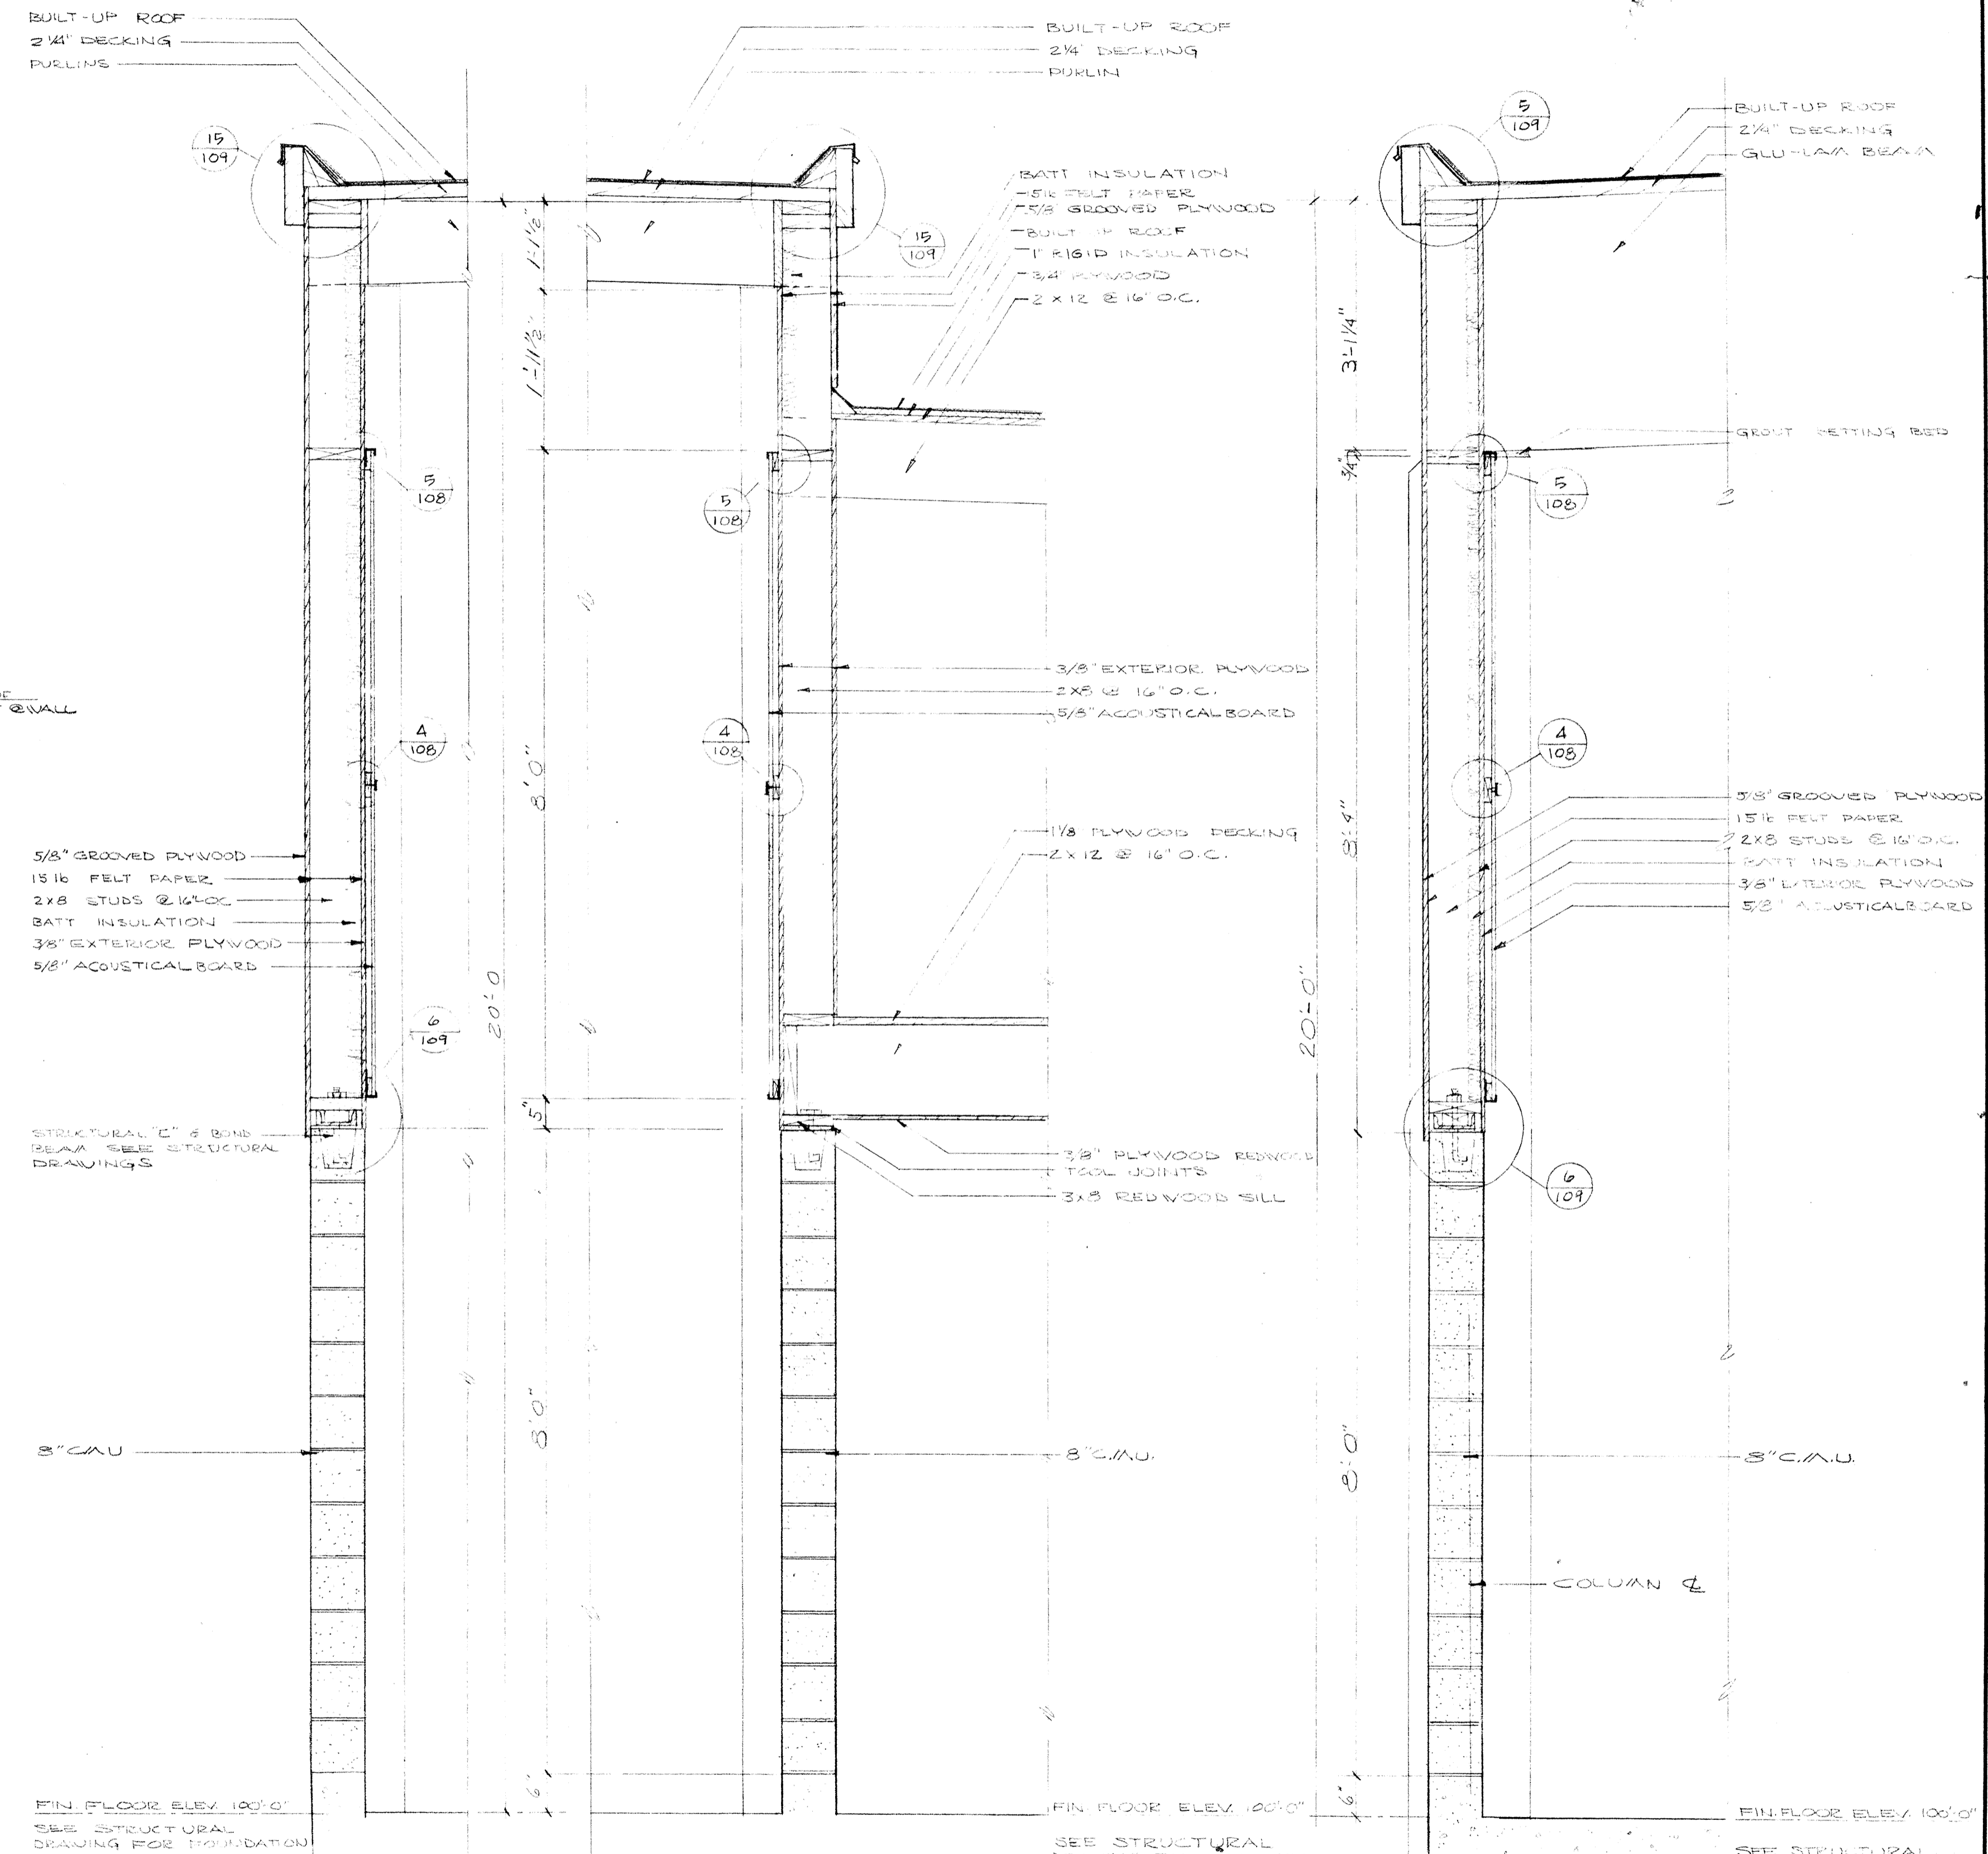 BUILT-UP ROOF
2 1/4" DECKING
PURLINS
BUILT-UP ROOF
2 1/4" DECKING
PURLIN
BUILT-UP ROOF
2 1/4" DECKING
GLU-LAM BEAM
15
109
15
109
5
109
BATT INSULATION
15 lb FELT PAPER
5/8" GROOVED PLYWOOD
BUILT UP ROOF
1" RIGID INSULATION
3/4" PLYWOOD
2 X 12 @ 16" O.C.
1'-1 1/2"
1'-11 1/2"
3'-1 1/4"
3/4"
GROUT SETTING BED
5
108
5
108
5
108
@ WALL
3/8" EXTERIOR PLYWOOD
2X8 @ 16" O.C.
5/8" ACOUSTICAL BOARD
4
108
4
108
4
108
8'0"
8'-4"
1 1/8 PLYWOOD DECKING
2 X 12 @ 16" O.C.
5/8" GROOVED PLYWOOD
15 lb FELT PAPER
2X8 STUDS @ 16" O.C.
BATT INSULATION
3/8" EXTERIOR PLYWOOD
5/8" ACOUSTICAL BOARD
5/8" GROOVED PLYWOOD
15 lb FELT PAPER
2X8 STUDS @ 16" O.C.
BATT INSULATION
3/8" EXTERIOR PLYWOOD
5/8" ACOUSTICAL BOARD
20'-0
20'-0"
6
109
5"
STRUCTURAL "C" & BOND
BEAM SEE STRUCTURAL
DRAWINGS
3/8" PLYWOOD REDWOOD
TOOL JOINTS
3X8 REDWOOD SILL
6
109
8'0"
8'-0"
8" CMU
8" C.M.U.
8" C.M.U.
COLUMN ℄
6"
6"
FIN. FLOOR ELEV. 100'-0"
SEE STRUCTURAL
DRAWING FOR FOUNDATION
FIN. FLOOR ELEV. 100'-0"
SEE STRUCTURAL
FIN. FLOOR ELEV. 100'-0"
SEE STRUCTURAL